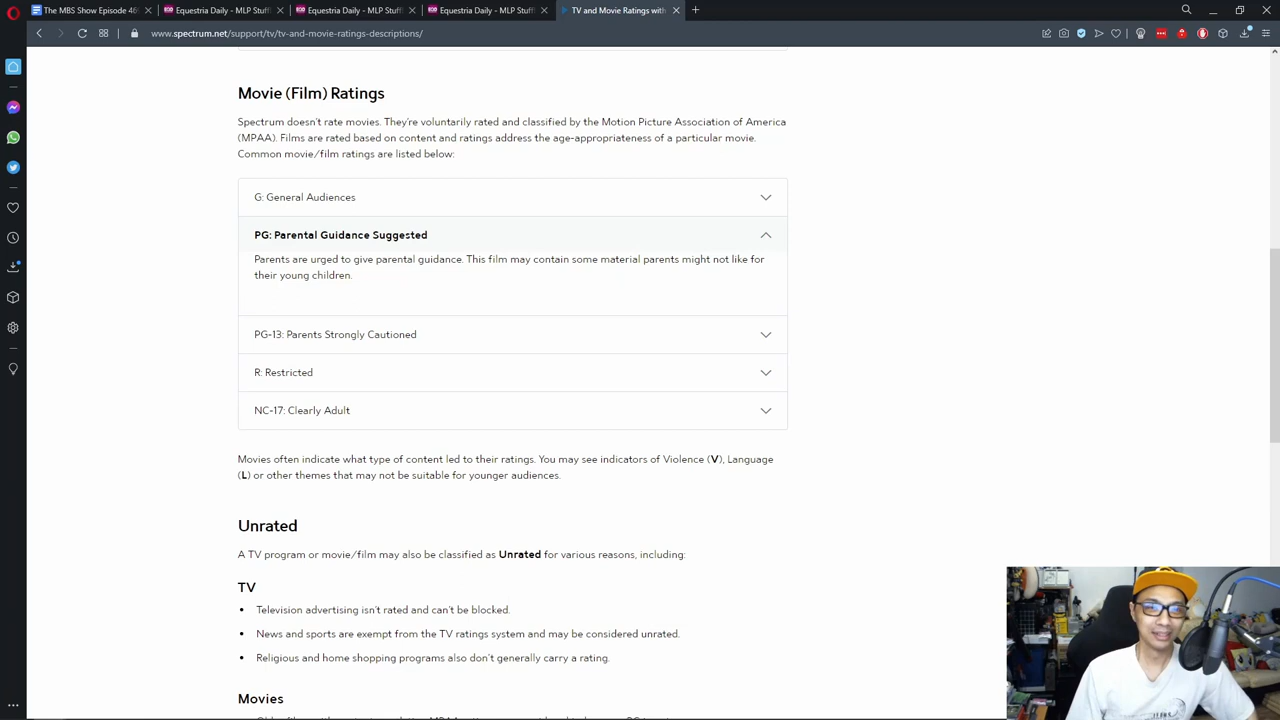 The MBS Show Episode 46
Equestria Daily - MLP Stuff!
Equestria Daily - MLP Stuff!
Equestria Daily - MLP Stuff!
TV and Movie Ratings with
www.spectrum.net/support/tv/tv-and-movie-ratings-descriptions/
Movie (Film) Ratings
Spectrum doesn't rate movies. They're voluntarily rated and classified by the Motion Picture Association of America
(MPAA). Films are rated based on content and ratings address the age-appropriateness of a particular movie.
Common movie/film ratings are listed below:
G: General Audiences
PG: Parental Guidance Suggested
Parents are urged to give parental guidance. This film may contain some material parents might not like for
their young children.
PG-13: Parents Strongly Cautioned
R: Restricted
NC-17: Clearly Adult
Movies often indicate what type of content led to their ratings. You may see indicators of Violence (V), Language
(L) or other themes that may not be suitable for younger audiences.
Unrated
A TV program or movie/film may also be classified as Unrated for various reasons, including:
TV
• Television advertising isn't rated and can't be blocked.
• News and sports are exempt from the TV ratings system and may be considered unrated.
• Religious and home shopping programs also don't generally carry a rating.
Movies